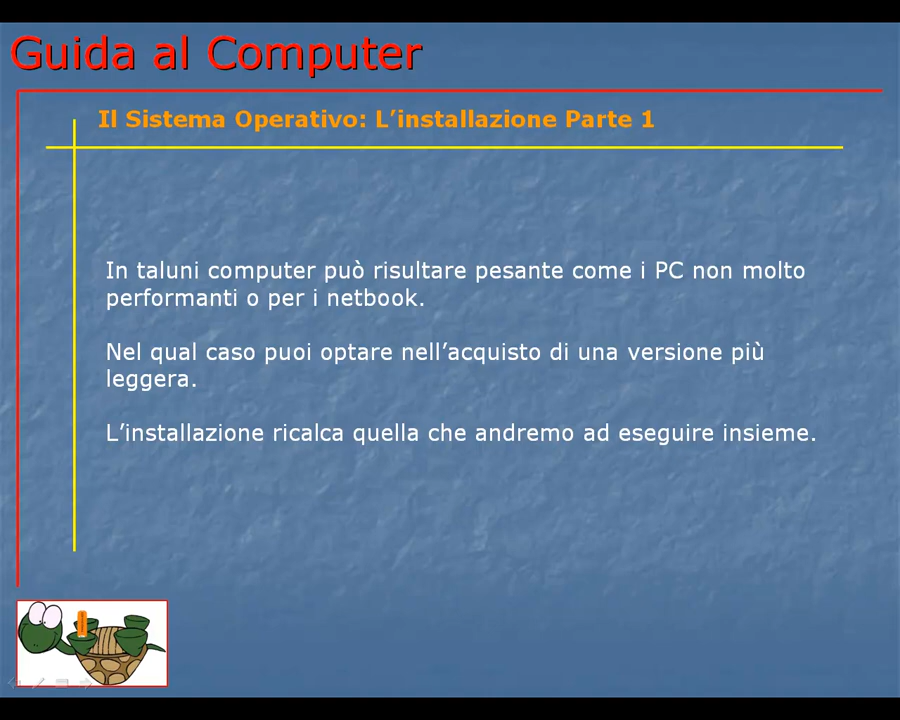 Guida al Computer
Il Sistema Operativo: L’installazione Parte 1
In taluni computer può risultare pesante come i PC non molto
performanti o per i netbook.
Nel qual caso puoi optare nell’acquisto di una versione più
leggera.
L’installazione ricalca quella che andremo ad eseguire insieme.